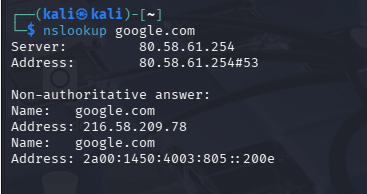 ┌──(kali㉿kali)-[~]
└─$ nslookup google.com
Server:         80.58.61.254
Address:        80.58.61.254#53

Non-authoritative answer:
Name:   google.com
Address: 216.58.209.78
Name:   google.com
Address: 2a00:1450:4003:805::200e